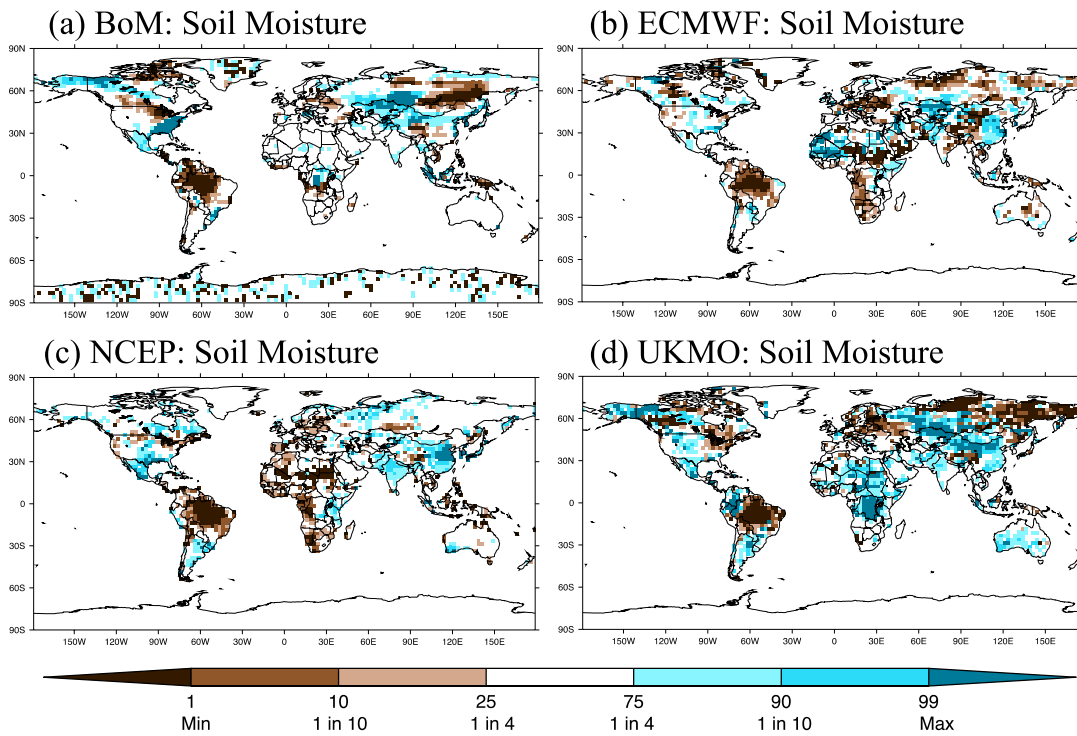 (a) BoM: Soil Moisture
(b) ECMWF: Soil Moisture
90N
60N
30N
0
30S
60S
90S
150W 120W 90W 60W 30W 0 30E 60E 90E 120E 150E
90N
60N
30N
0
30S
60S
90S
150W 120W 90W 60W 30W 0 30E 60E 90E 120E 150E
(c) NCEP: Soil Moisture
(d) UKMO: Soil Moisture
90N
60N
30N
0
30S
60S
90S
150W 120W 90W 60W 30W 0 30E 60E 90E 120E 150E
90N
60N
30N
0
30S
60S
90S
150W 120W 90W 60W 30W 0 30E 60E 90E 120E 150E
1 10 25 75 90 99
Min 1 in 10 1 in 4 1 in 4 1 in 10 Max